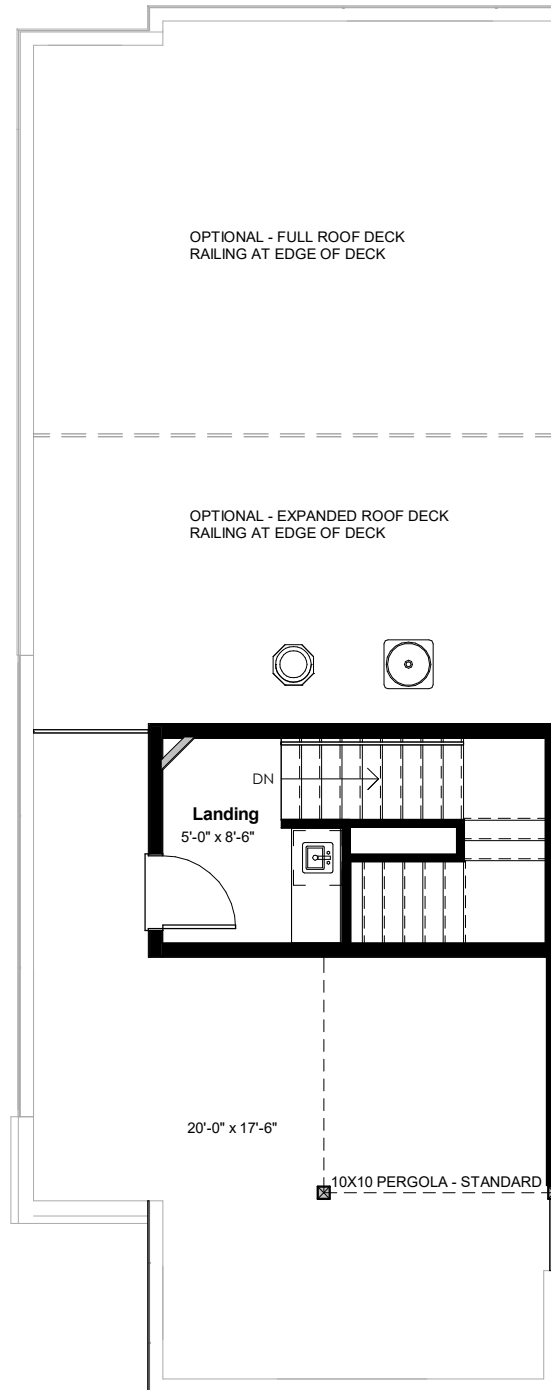 OPTIONAL - FULL ROOF DECK
RAILING AT EDGE OF DECK
OPTIONAL - EXPANDED ROOF DECK
RAILING AT EDGE OF DECK
DN
Landing
5'-0" x 8'-6"
20'-0" x 17'-6"
10X10 PERGOLA - STANDARD